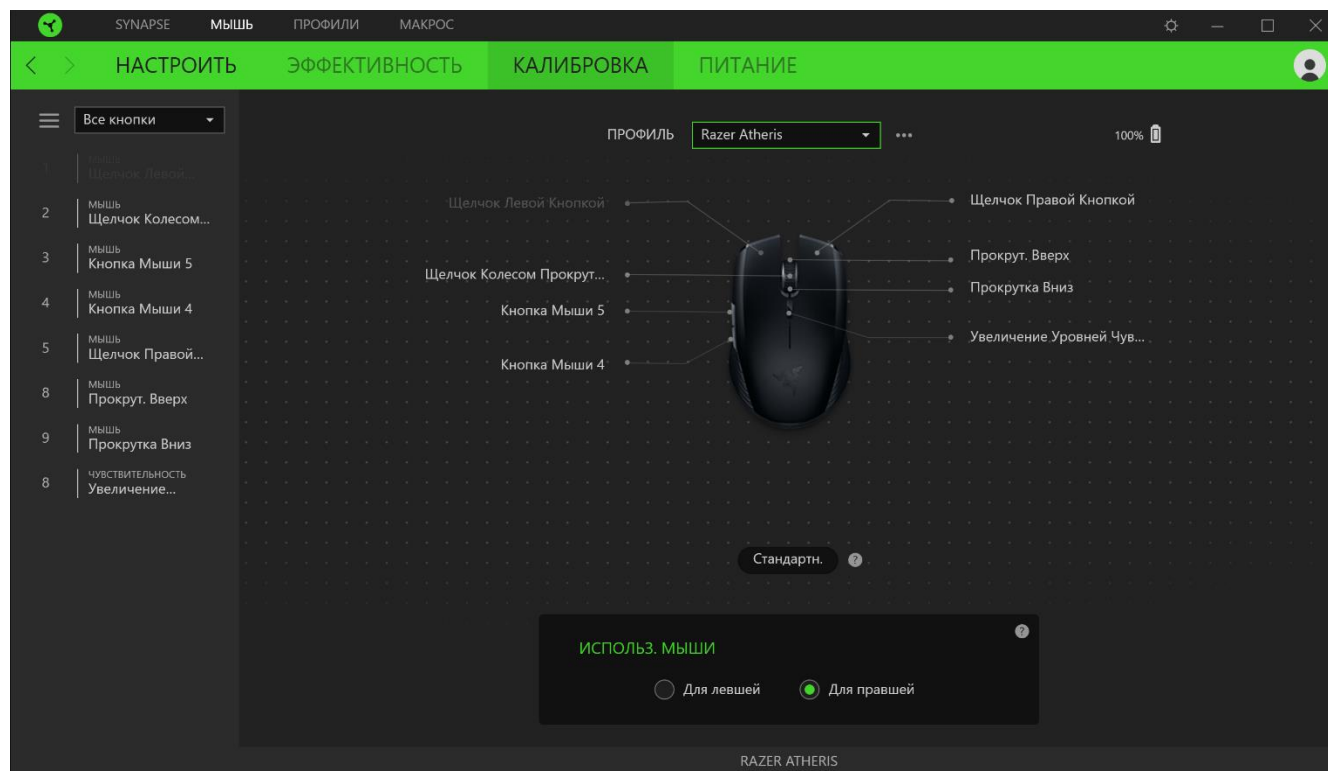 SYNAPSE МЫШЬ ПРОФИЛИ МАКРОС
НАСТРОИТЬ ЭФФЕКТИВНОСТЬ КАЛИБРОВКА ПИТАНИЕ
Все кнопки
ПРОФИЛЬ Razer Atheris 100%
1 МЫШЬ
Щелчок Левой...
2 МЫШЬ
Щелчок Колесом...
3 МЫШЬ
Кнопка Мыши 5
4 МЫШЬ
Кнопка Мыши 4
5 МЫШЬ
Щелчок Правой...
8 МЫШЬ
Прокрут. Вверх
9 МЫШЬ
Прокрутка Вниз
8 ЧУВСТВИТЕЛЬНОСТЬ
Увеличение...
Щелчок Левой Кнопкой
Щелчок Колесом Прокрут...
Кнопка Мыши 5
Кнопка Мыши 4
Щелчок Правой Кнопкой
Прокрут. Вверх
Прокрутка Вниз
Увеличение Уровней Чув...
Стандартн. ?
ИСПОЛЬЗ. МЫШИ ?
Для левшей Для правшей
RAZER ATHERIS